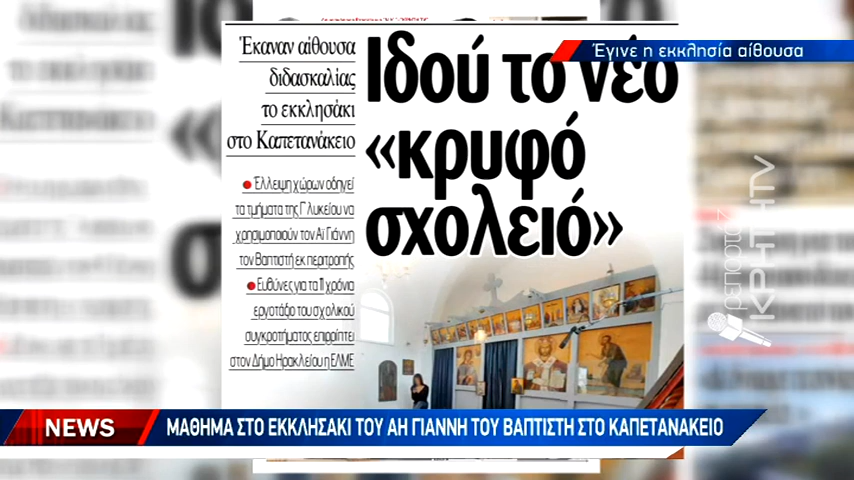 Έγινε η εκκλησία αίθουσα
Έκαναν αίθουσα
διδασκαλίας
το εκκλησάκι
στο Καπετανάκειο
Ιδού το νέο
«κρυφό
σχολειό»
● Έλλειψη χώρων οδηγεί
τα τμήματα της Γ' λυκείου να
χρησιμοποιούν τον Αϊ Γιάννη
τον Βαπτιστή εκ περιτροπής
● Ευθύνες για τα 11 χρόνια
εργοτάξιο του σχολικού
συγκροτήματος επιρρίπτει
στον Δήμο Ηρακλείου η ΕΛΜΕ
ρεπορτάζ
ΚΡΗΤΗTV
NEWS
ΜΑΘΗΜΑ ΣΤΟ ΕΚΚΛΗΣΑΚΙ ΤΟΥ ΑΗ ΓΙΑΝΝΗ ΤΟΥ ΒΑΠΤΙΣΤΗ ΣΤΟ ΚΑΠΕΤΑΝΑΚΕΙΟ